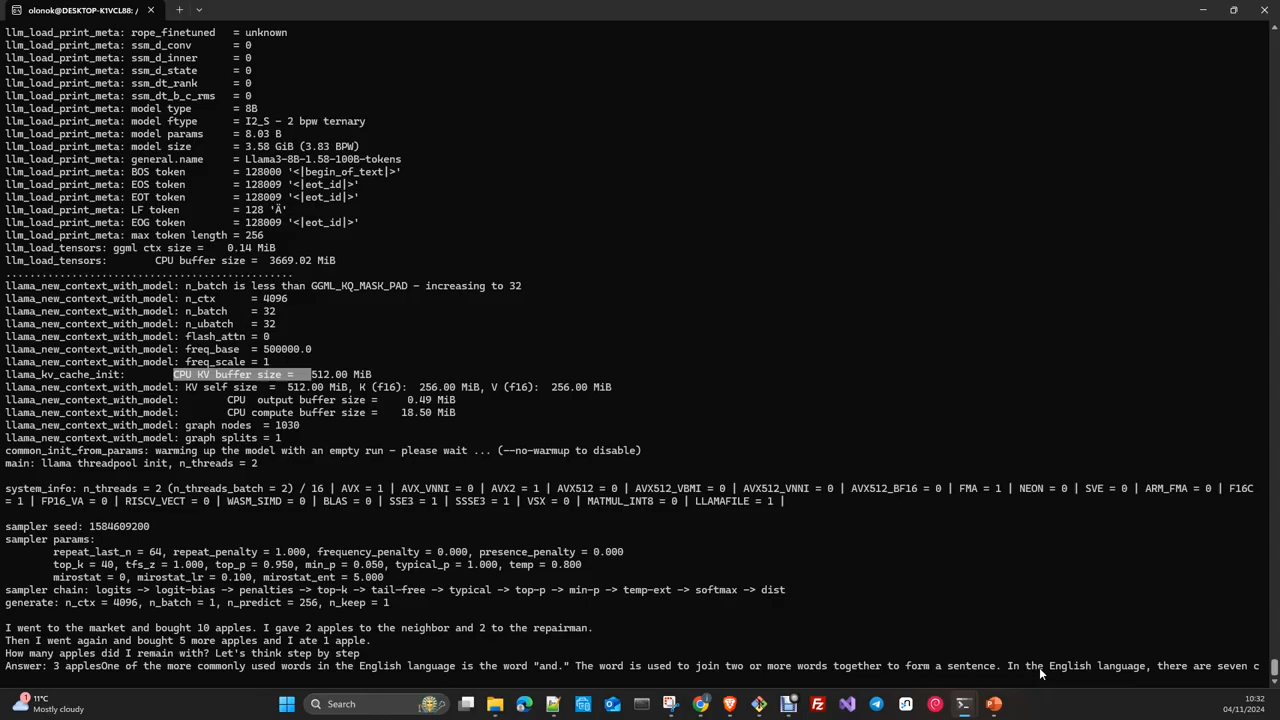 olonok@DESKTOP-K1VCL88: /
llm_load_print_meta: rope_finetuned   = unknown
llm_load_print_meta: ssm_d_conv       = 0
llm_load_print_meta: ssm_d_inner      = 0
llm_load_print_meta: ssm_d_state      = 0
llm_load_print_meta: ssm_dt_rank      = 0
llm_load_print_meta: ssm_dt_b_c_rms   = 0
llm_load_print_meta: model type       = 8B
llm_load_print_meta: model ftype      = I2_S - 2 bpw ternary
llm_load_print_meta: model params     = 8.03 B
llm_load_print_meta: model size       = 3.58 GiB (3.83 BPW)
llm_load_print_meta: general.name     = Llama3-8B-1.58-100B-tokens
llm_load_print_meta: BOS token        = 128000 '<|begin_of_text|>'
llm_load_print_meta: EOS token        = 128009 '<|eot_id|>'
llm_load_print_meta: EOT token        = 128009 '<|eot_id|>'
llm_load_print_meta: LF token         = 128 'Ä'
llm_load_print_meta: EOG token        = 128009 '<|eot_id|>'
llm_load_print_meta: max token length = 256
llm_load_tensors: ggml ctx size =    0.14 MiB
llm_load_tensors:        CPU buffer size =  3669.02 MiB
................................................
llama_new_context_with_model: n_batch is less than GGML_KQ_MASK_PAD - increasing to 32
llama_new_context_with_model: n_ctx      = 4096
llama_new_context_with_model: n_batch    = 32
llama_new_context_with_model: n_ubatch   = 32
llama_new_context_with_model: flash_attn = 0
llama_new_context_with_model: freq_base  = 500000.0
llama_new_context_with_model: freq_scale = 1
llama_kv_cache_init:        CPU KV buffer size =   512.00 MiB
llama_new_context_with_model: KV self size  =  512.00 MiB, K (f16):  256.00 MiB, V (f16):  256.00 MiB
llama_new_context_with_model:        CPU  output buffer size =     0.49 MiB
llama_new_context_with_model:        CPU compute buffer size =    18.50 MiB
llama_new_context_with_model: graph nodes  = 1030
llama_new_context_with_model: graph splits = 1
common_init_from_params: warming up the model with an empty run - please wait ... (--no-warmup to disable)
main: llama threadpool init, n_threads = 2
system_info: n_threads = 2 (n_threads_batch = 2) / 16 | AVX = 1 | AVX_VNNI = 0 | AVX2 = 1 | AVX512 = 0 | AVX512_VBMI = 0 | AVX512_VNNI = 0 | AVX512_BF16 = 0 | FMA = 1 | NEON = 0 | SVE = 0 | ARM_FMA = 0 | F16C
= 1 | FP16_VA = 0 | RISCV_VECT = 0 | WASM_SIMD = 0 | BLAS = 0 | SSE3 = 1 | SSSE3 = 1 | VSX = 0 | MATMUL_INT8 = 0 | LLAMAFILE = 1 |
sampler seed: 1584609200
sampler params:
repeat_last_n = 64, repeat_penalty = 1.000, frequency_penalty = 0.000, presence_penalty = 0.000
top_k = 40, tfs_z = 1.000, top_p = 0.950, min_p = 0.050, typical_p = 1.000, temp = 0.800
mirostat = 0, mirostat_lr = 0.100, mirostat_ent = 5.000
sampler chain: logits -> logit-bias -> penalties -> top-k -> tail-free -> typical -> top-p -> min-p -> temp-ext -> softmax -> dist
generate: n_ctx = 4096, n_batch = 1, n_predict = 256, n_keep = 1
I went to the market and bought 10 apples. I gave 2 apples to the neighbor and 2 to the repairman.
Then I went again and bought 5 more apples and I ate 1 apple.
How many apples did I remain with? Let's think step by step
Answer: 3 applesOne of the more commonly used words in the English language is the word "and." The word is used to join two or more words together to form a sentence. In the English language, there are seven c
1
11°C
Mostly cloudy
Search
10:32
04/11/2024